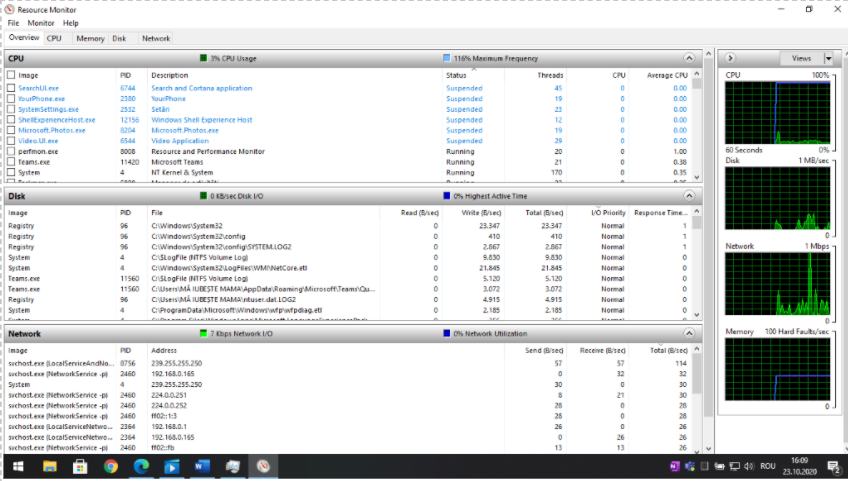 Resource Monitor
File Monitor Help
Overview CPU Memory Disk Network
CPU 3% CPU Usage 116% Maximum Frequency
Image PID Description Status Threads CPU Average CPU
SearchUI.exe 6744 Search and Cortana application Suspended 45 0 0.00
YourPhone.exe 2380 YourPhone Suspended 19 0 0.00
SystemSettings.exe 2532 Setări Suspended 23 0 0.00
ShellExperienceHost.exe 12156 Windows Shell Experience Host Suspended 12 0 0.00
Microsoft.Photos.exe 8204 Microsoft.Photos.exe Suspended 19 0 0.00
Video.UI.exe 6544 Video Application Suspended 29 0 0.00
perfmon.exe 8008 Resource and Performance Monitor Running 20 0 1.00
Teams.exe 11420 Microsoft Teams Running 21 0 0.38
System 4 NT Kernel & System Running 170 0 0.35
Disk 0 KB/sec Disk I/O 0% Highest Active Time
Image PID File Read (B/sec) Write (B/sec) Total (B/sec) I/O Priority Response Time...
Registry 96 C:\Windows\System32 0 23.347 23.347 Normal 1
Registry 96 C:\Windows\System32\config 0 410 410 Normal 1
Registry 96 C:\Windows\System32\config\SYSTEM.LOG2 0 2.867 2.867 Normal 1
System 4 C:\$LogFile (NTFS Volume Log) 0 9.830 9.830 Normal 0
System 4 C:\Windows\System32\LogFiles\WMI\NetCore.etl 0 21.845 21.845 Normal 0
Teams.exe 11560 C:\$LogFile (NTFS Volume Log) 0 5.120 5.120 Normal 0
Teams.exe 11560 C:\Users\MĂ IUBEȘTE MAMA\AppData\Roaming\Microsoft\Teams\Qu... 0 3.072 3.072 Normal 0
Registry 96 C:\Users\MĂ IUBEȘTE MAMA\ntuser.dat.LOG2 0 4.915 4.915 Normal 0
System 4 C:\ProgramData\Microsoft\Windows\wfp\wfpdiag.etl 0 2.185 2.185 Normal 0
Network 7 Kbps Network I/O 0% Network Utilization
Image PID Address Send (B/sec) Receive (B/sec) Total (B/sec)
svchost.exe (LocalServiceAndNo... 8756 239.255.255.250 57 57 114
svchost.exe (NetworkService -p) 2460 192.168.0.165 0 32 32
System 4 239.255.255.250 30 0 30
svchost.exe (NetworkService -p) 2460 224.0.0.251 8 21 30
svchost.exe (NetworkService -p) 2460 224.0.0.252 28 0 28
svchost.exe (NetworkService -p) 2460 ff02::1:3 28 0 28
svchost.exe (LocalServiceNetwo... 2364 192.168.0.1 26 0 26
svchost.exe (LocalServiceNetwo... 2364 192.168.0.165 0 26 26
svchost.exe (NetworkService -p) 2460 ff02::fb 13 13 26
Views
CPU 100%
60 Seconds 0%
Disk 1 MB/sec
0
Network 1 Mbps
0
Memory 100 Hard Faults/sec
0
ROU
16:09
23.10.2020
2